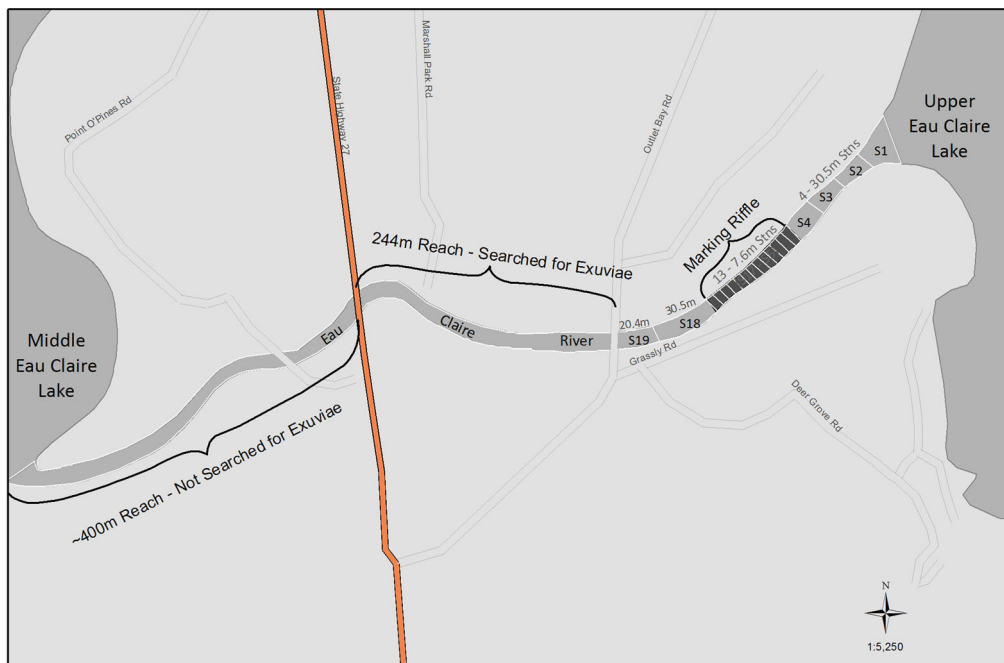 Upper
Eau Claire
Lake
Point O'Pines Rd
State Highway 27
Marshall Park Rd
Outlet Bay Rd
S1
S2
S3
S4
4 - 30.5m Stns
Marking Riffle
13 - 7.6m Stns
244m Reach - Searched for Exuviae
30.5m
20.4m
S18
S19
Eau
Claire
River
Grassly Rd
Deer Grove Rd
Middle
Eau Claire
Lake
~400m Reach - Not Searched for Exuviae
N
1:5,250